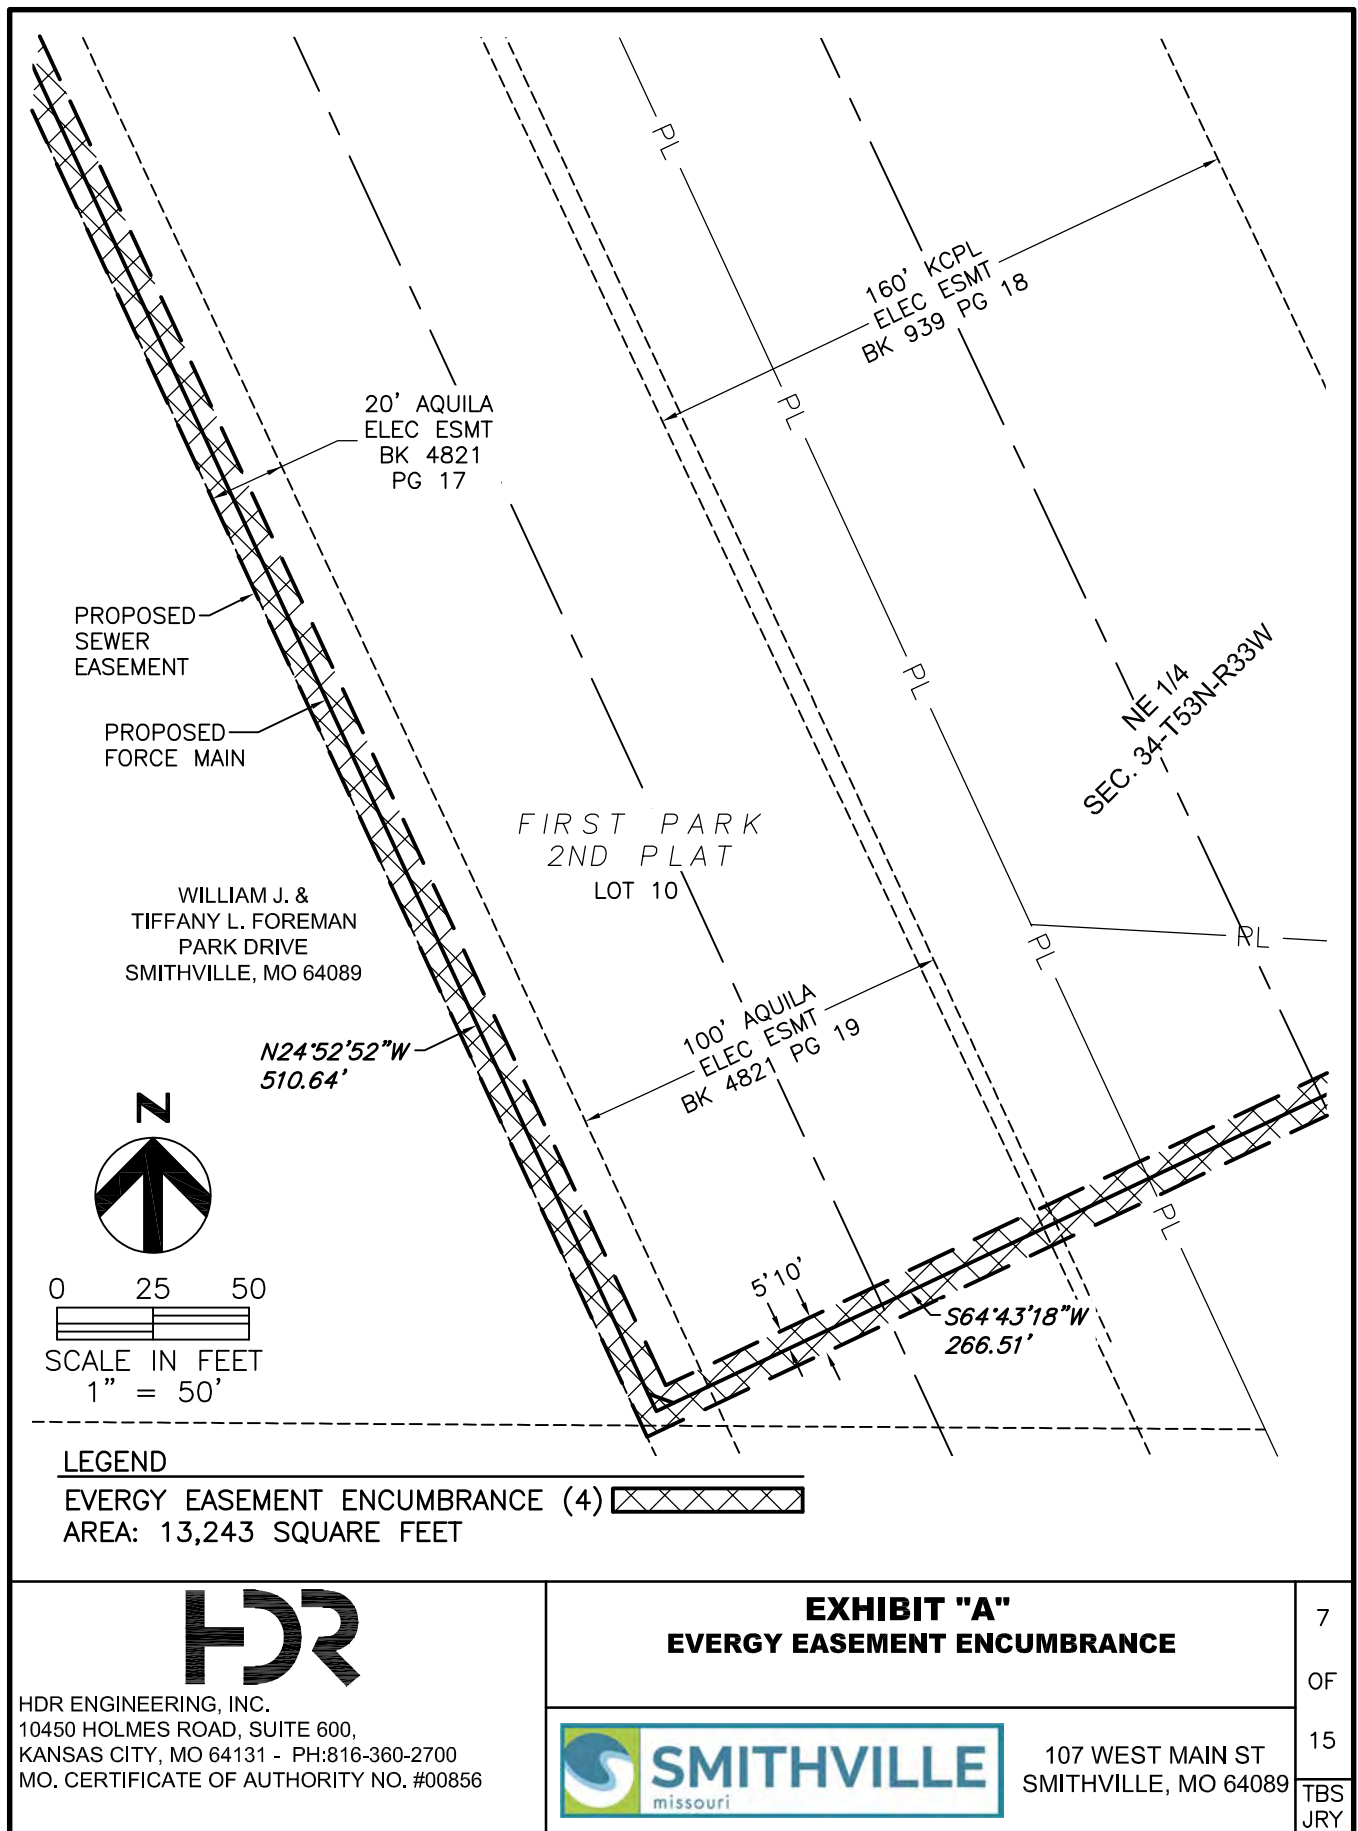 PL
160' KCPL
ELEC ESMT
BK 939 PG 18
20' AQUILA
ELEC ESMT
BK 4821
PG 17
PL
PROPOSED
SEWER
EASEMENT
PL
NE 1/4
SEC. 34-T53N-R33W
PROPOSED
FORCE MAIN
FIRST PARK
2ND PLAT
LOT 10
WILLIAM J. &
TIFFANY L. FOREMAN
PARK DRIVE
SMITHVILLE, MO 64089
PL
PL
100' AQUILA
ELEC ESMT
BK 4821 PG 19
N24°52'52"W
510.64'
N
PL
5' 10'
0 25 50
SCALE IN FEET
1" = 50'
S64°43'18"W
266.51'
LEGEND
EVERGY EASEMENT ENCUMBRANCE (4)
AREA: 13,243 SQUARE FEET
HDR
HDR ENGINEERING, INC.
10450 HOLMES ROAD, SUITE 600,
KANSAS CITY, MO 64131 - PH:816-360-2700
MO. CERTIFICATE OF AUTHORITY NO. #00856
EXHIBIT "A"
EVERGY EASEMENT ENCUMBRANCE
SMITHVILLE
missouri
107 WEST MAIN ST
SMITHVILLE, MO 64089
7
OF
15
TBS
JRY